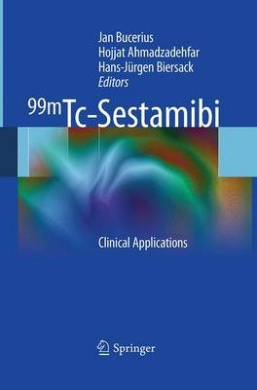 Jan Bucerius
Hojjat Ahmadzadehfar
Hans-Jürgen Biersack
Editors
99mTc-Sestamibi
Clinical Applications
Springer